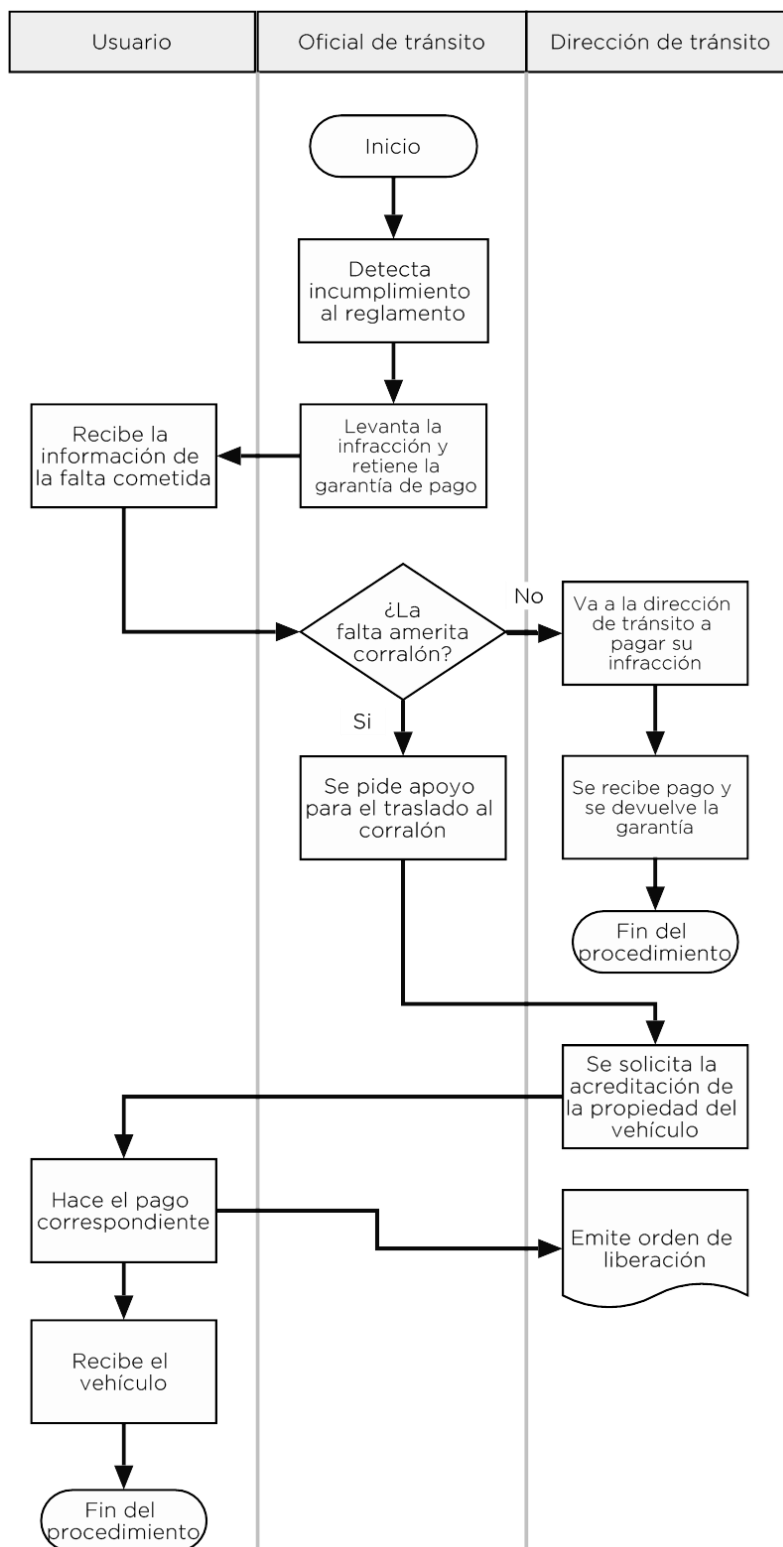 Usuario
Oficial de tránsito
Dirección de tránsito
Inicio
Detecta
incumplimiento
al reglamento
Levanta la
infracción y
retiene la
garantía de pago
Recibe la
información de
la falta cometida
¿La
falta amerita
corralón?
No
Va a la dirección
de tránsito a
pagar su
infracción
Si
Se pide apoyo
para el traslado al
corralón
Se recibe pago y
se devuelve la
garantía
Fin del
procedimiento
Se solicita la
acreditación de
la propiedad del
vehículo
Hace el pago
correspondiente
Emite orden de
liberación
Recibe el
vehículo
Fin del
procedimiento